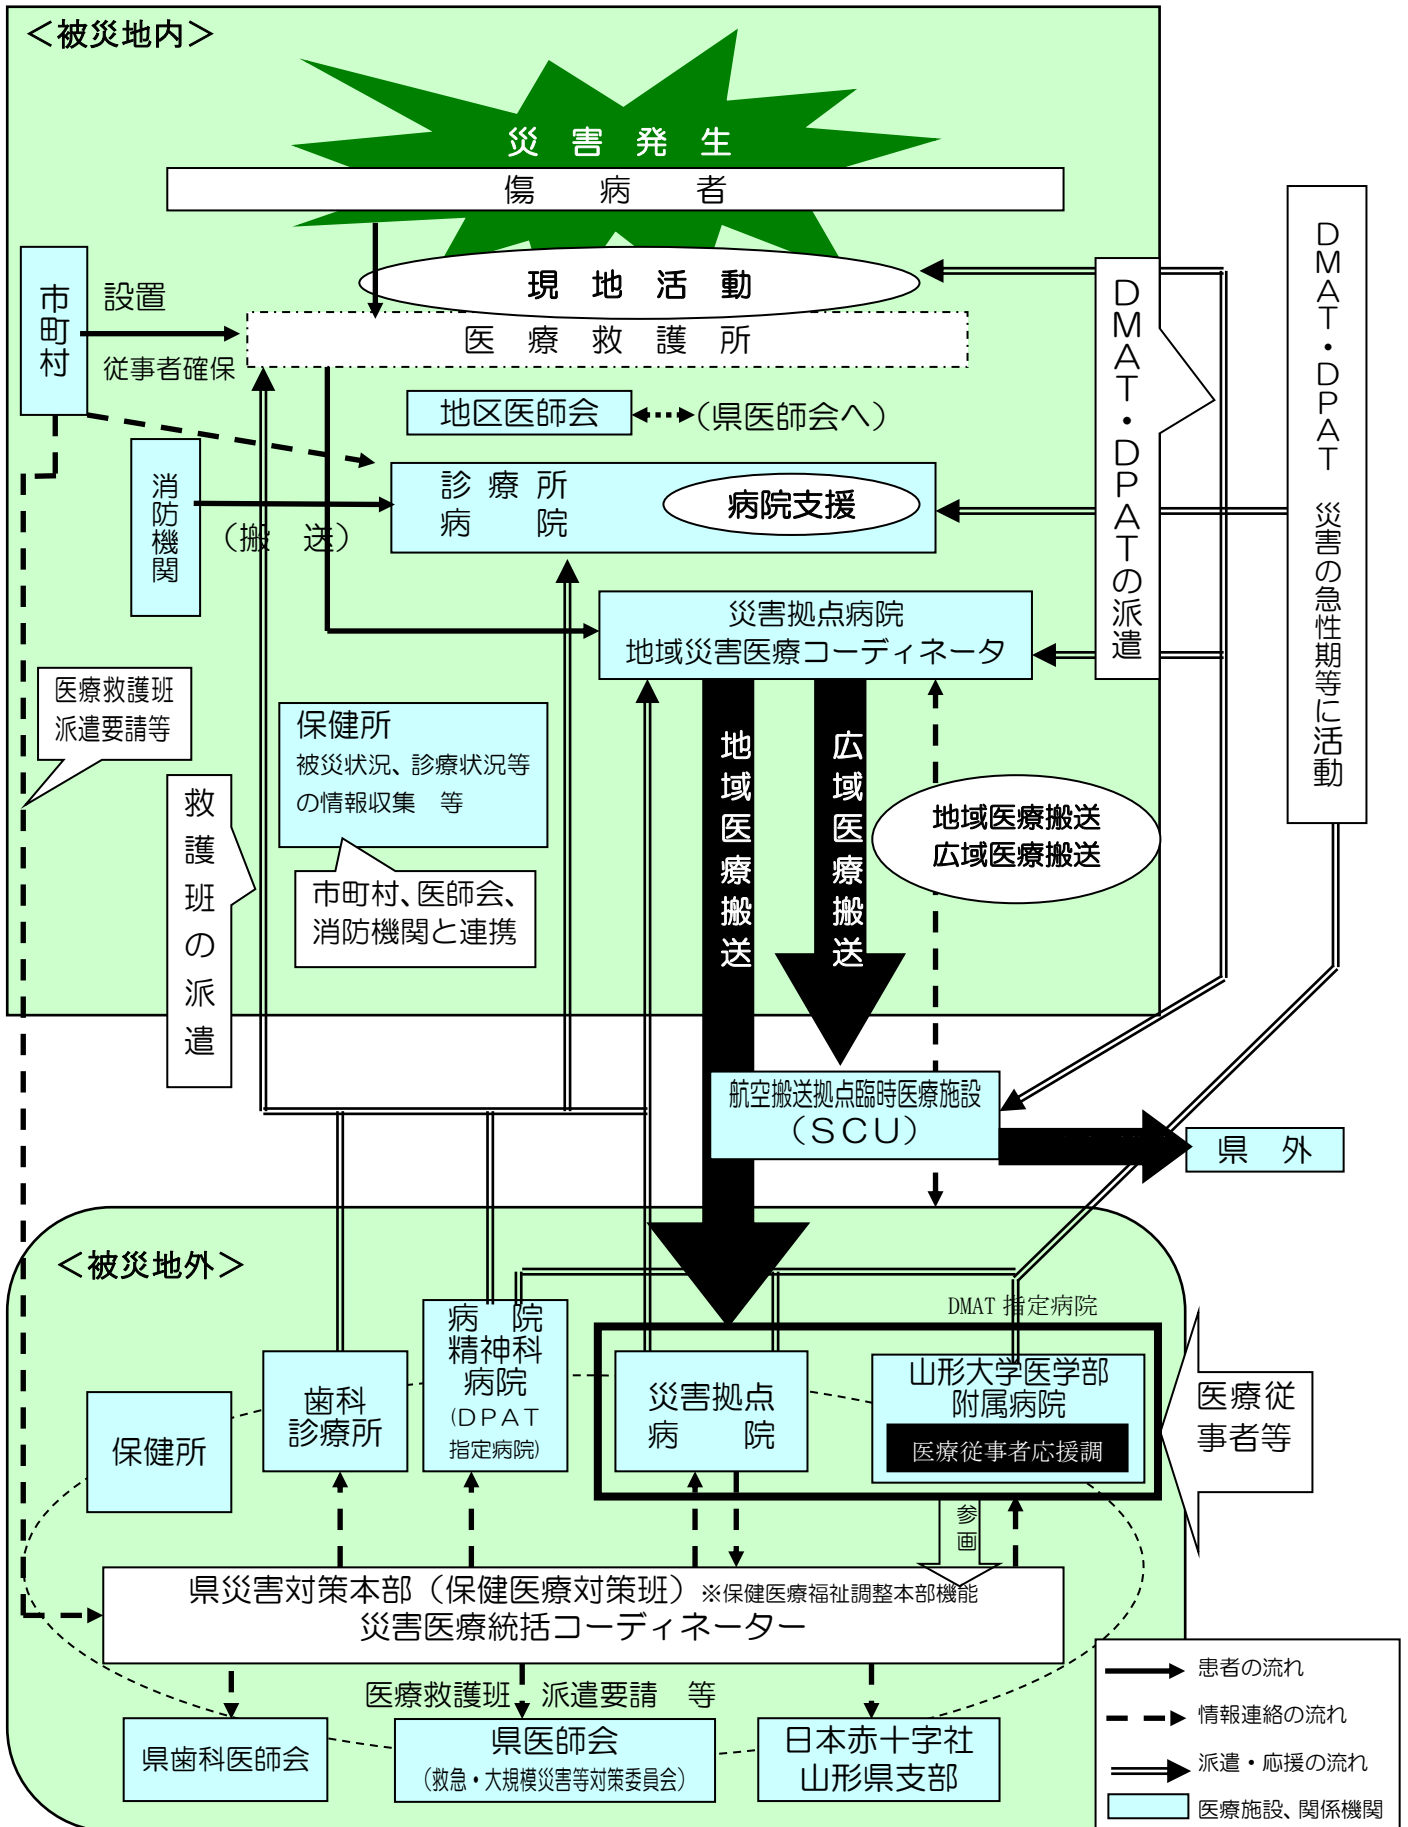 ＜被災地内＞
災　害　発　生
傷　　病　　者
現　地　活　動
医　療　救　護　所
市町村
設置
従事者確保
地区医師会
（県医師会へ）
消防機関
（搬　送）
診 療 所
病　　院
病院支援
災害拠点病院
地域災害医療コーディネータ
DMAT・DPATの派遣
DMAT・DPAT　災害の急性期等に活動
医療救護班
派遣要請等
保健所
被災状況、診療状況等
の情報収集　等
市町村、医師会、
消防機関と連携
救護班の派遣
地域医療搬送
広域医療搬送
地域医療搬送
広域医療搬送
航空搬送拠点臨時医療施設
（ＳＣＵ）
県　外
＜被災地外＞
DMAT 指定病院
保健所
歯科
診療所
病　院
精神科
病院
(ＤＰＡＴ
指定病院)
災害拠点
病　　院
山形大学医学部
附属病院
医療従事者応援調
医療従
事者等
参画
県災害対策本部（保健医療対策班）※保健医療福祉調整本部機能
災害医療統括コーディネーター
医療救護班　派遣要請　等
県歯科医師会
県医師会
（救急・大規模災害等対策委員会）
日本赤十字社
山形県支部
患者の流れ
情報連絡の流れ
派遣・応援の流れ
医療施設、関係機関